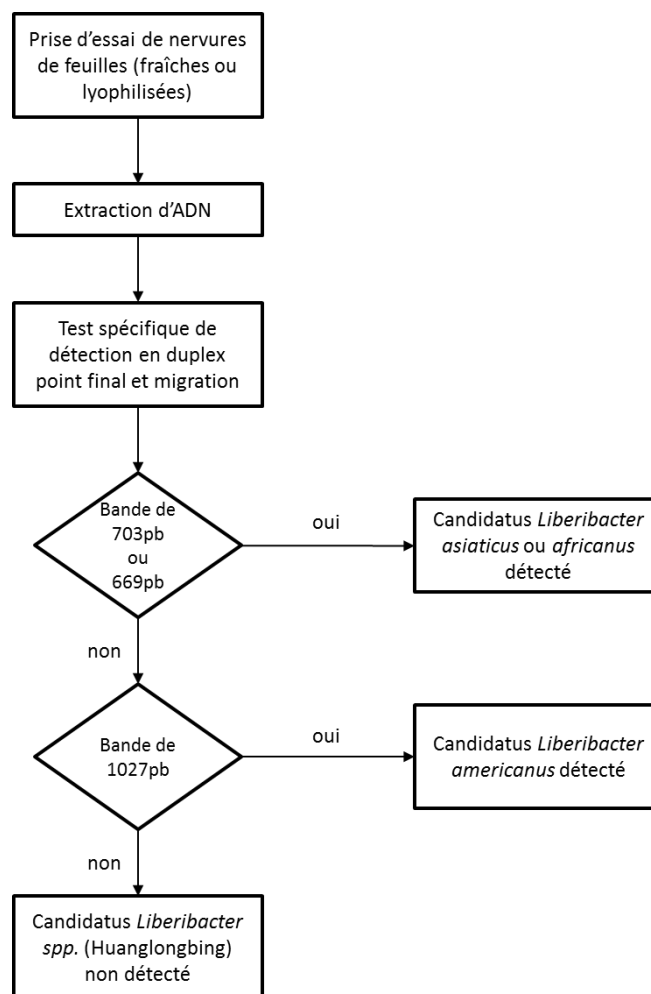 Prise d'essai de nervures
de feuilles (fraîches ou
lyophilisées)
Extraction d'ADN
Test spécifique de
détection en duplex
point final et migration
Bande de
703pb
ou
669pb
oui
Candidatus Liberibacter
asiaticus ou africanus
détecté
non
Bande de
1027pb
oui
Candidatus Liberibacter
americanus détecté
non
Candidatus Liberibacter
spp. (Huanglongbing)
non détecté